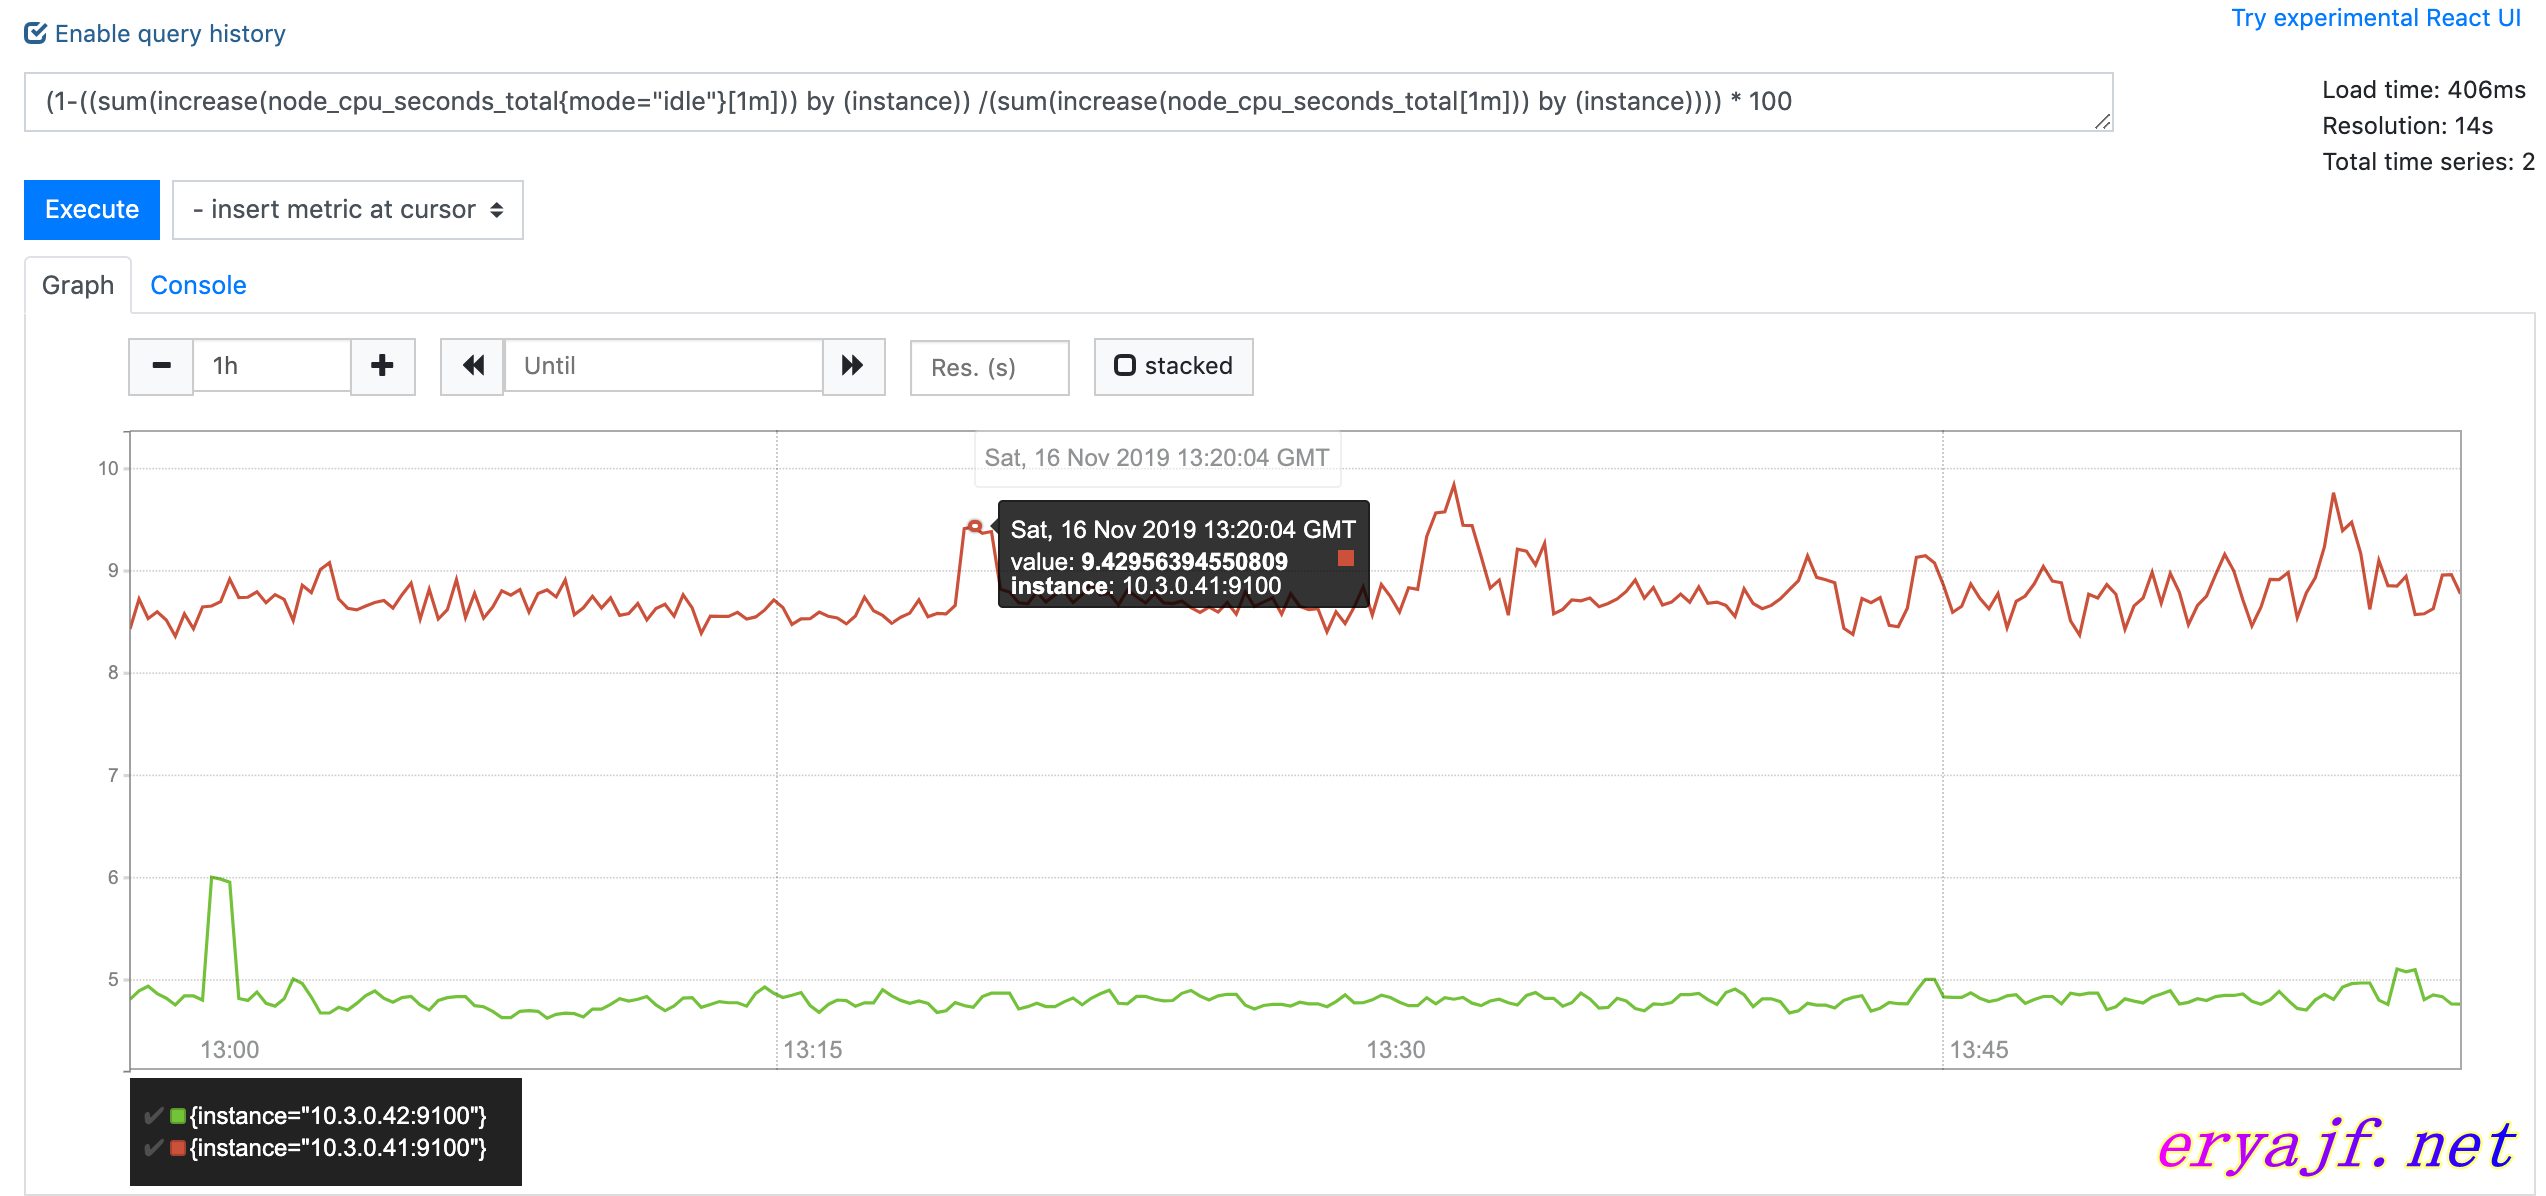 Enable query history
Try experimental React UI
(1-((sum(increase(node_cpu_seconds_total{mode="idle"}[1m])) by (instance)) /(sum(increase(node_cpu_seconds_total[1m])) by (instance)))) * 100
Load time: 406ms
Resolution: 14s
Total time series: 2
Execute
- insert metric at cursor
Graph
Console
1h
Until
Res. (s)
stacked
Sat, 16 Nov 2019 13:20:04 GMT
Sat, 16 Nov 2019 13:20:04 GMT
value: 9.42956394550809
instance: 10.3.0.41:9100
10
9
8
7
6
5
13:00
13:15
13:30
13:45
{instance="10.3.0.42:9100"}
{instance="10.3.0.41:9100"}
eryajf.net